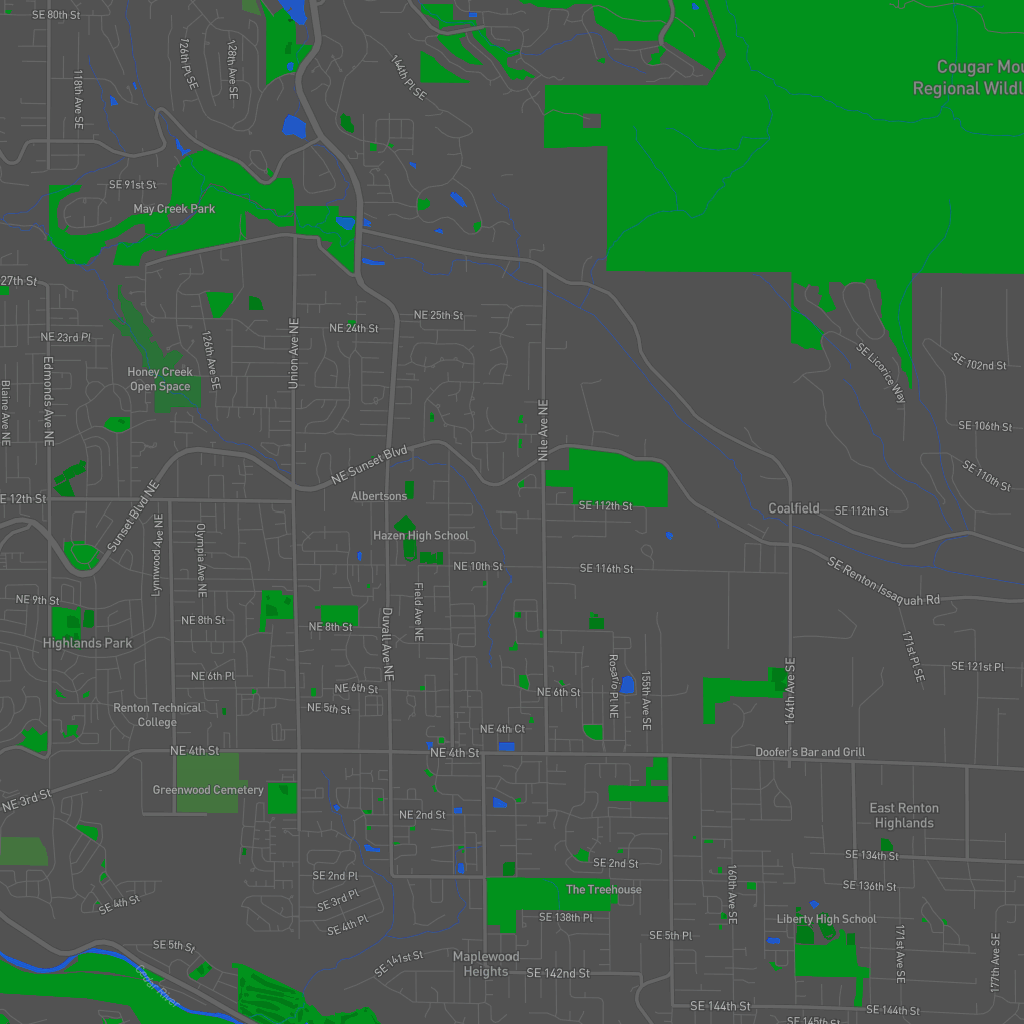 SE 80th St
126th Pl SE
128th Ave SE
118th Ave SE
144th Pl SE
Cougar Mou
Regional Wildl
SE 91st St
May Creek Park
27th St
NE 25th St
NE 24th St
NE 23rd Pl
Union Ave NE
126th Ave SE
Honey Creek
Open Space
Edmonds Ave NE
Blaine Ave NE
SE Licorice Way
SE 102nd St
SE 106th St
SE 110th St
Nile Ave NE
NE Sunset Blvd
Albertsons
E 12th St
Sunset Blvd NE
SE 112th St
Coalfield
SE 112th St
Hazen High School
Lynnwood Ave NE
Olympia Ave NE
NE 10th St
SE 116th St
SE Renton Issaquah Rd
NE 9th St
Field Ave NE
Duvall Ave NE
NE 8th St
NE 8th St
Highlands Park
171st Pl SE
SE 121st Pl
Rosario Pl NE
155th Ave SE
164th Ave SE
NE 6th Pl
NE 6th St
NE 6th St
NE 5th St
Renton Technical
College
NE 4th Ct
NE 4th St
NE 4th St
Doofer's Bar and Grill
NE 3rd St
Greenwood Cemetery
NE 2nd St
East Renton
Highlands
SE 134th St
SE 2nd St
SE 2nd Pl
SE 3rd Pl
The Treehouse
160th Ave SE
SE 136th St
SE 4th St
SE 4th Pl
SE 138th Pl
Liberty High School
SE 5th Pl
SE 5th St
171st Ave SE
177th Ave SE
SE 141st St
Maplewood
Heights
SE 142nd St
Cedar River
SE 144th St
SE 144th St
SE 145th St